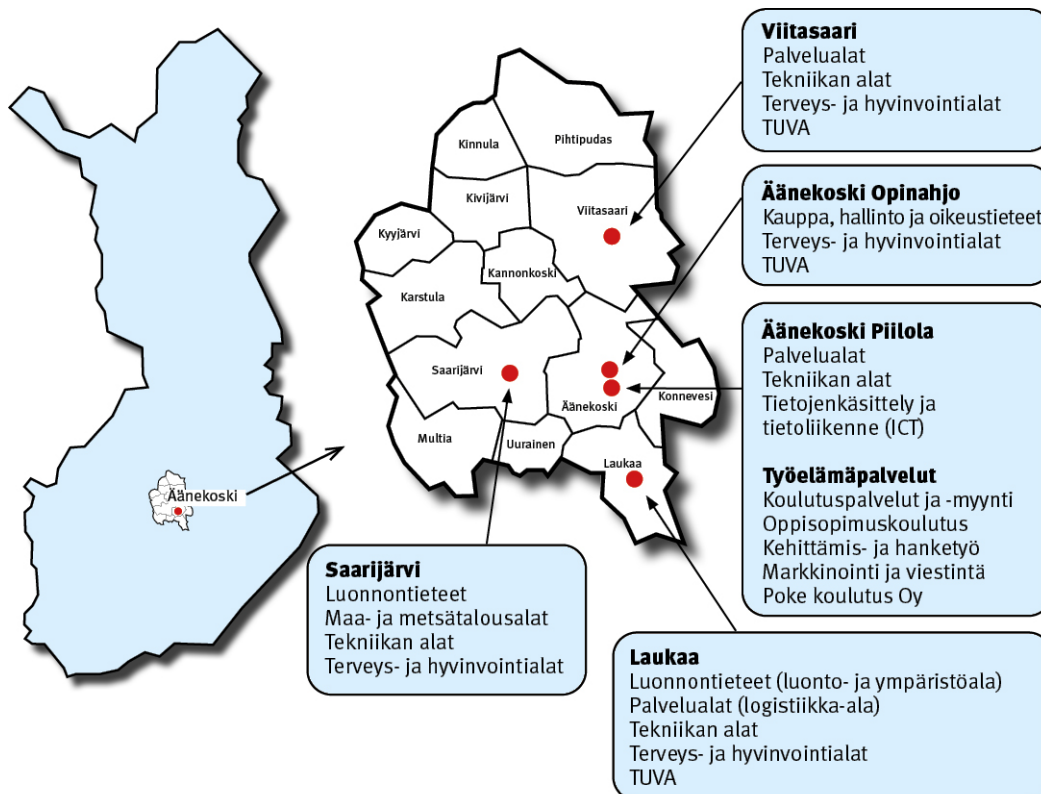 Viitasaari
Palvelualat
Tekniikan alat
Terveys- ja hyvinvointialat
TUVA
Äänekoski Opinahjo
Kauppa, hallinto ja oikeustieteet
Terveys- ja hyvinvointialat
TUVA
Äänekoski Piilola
Palvelualat
Tekniikan alat
Tietojenkäsittely ja
tietoliikenne (ICT)
Työelämäpalvelut
Koulutuspalvelut ja -myynti
Oppisopimuskoulutus
Kehittämis- ja hanketyö
Markkinointi ja viestintä
Poke koulutus Oy
Kinnula
Pihtipudas
Kivijärvi
Viitasaari
Kyyjärvi
Kannonkoski
Karstula
Saarijärvi
Äänekoski
Konnevesi
Multia
Uurainen
Laukaa
Äänekoski
Saarijärvi
Luonnontieteet
Maa- ja metsätalousalat
Tekniikan alat
Terveys- ja hyvinvointialat
Laukaa
Luonnontieteet (luonto- ja ympäristöala)
Palvelualat (logistiikka-ala)
Tekniikan alat
Terveys- ja hyvinvointialat
TUVA